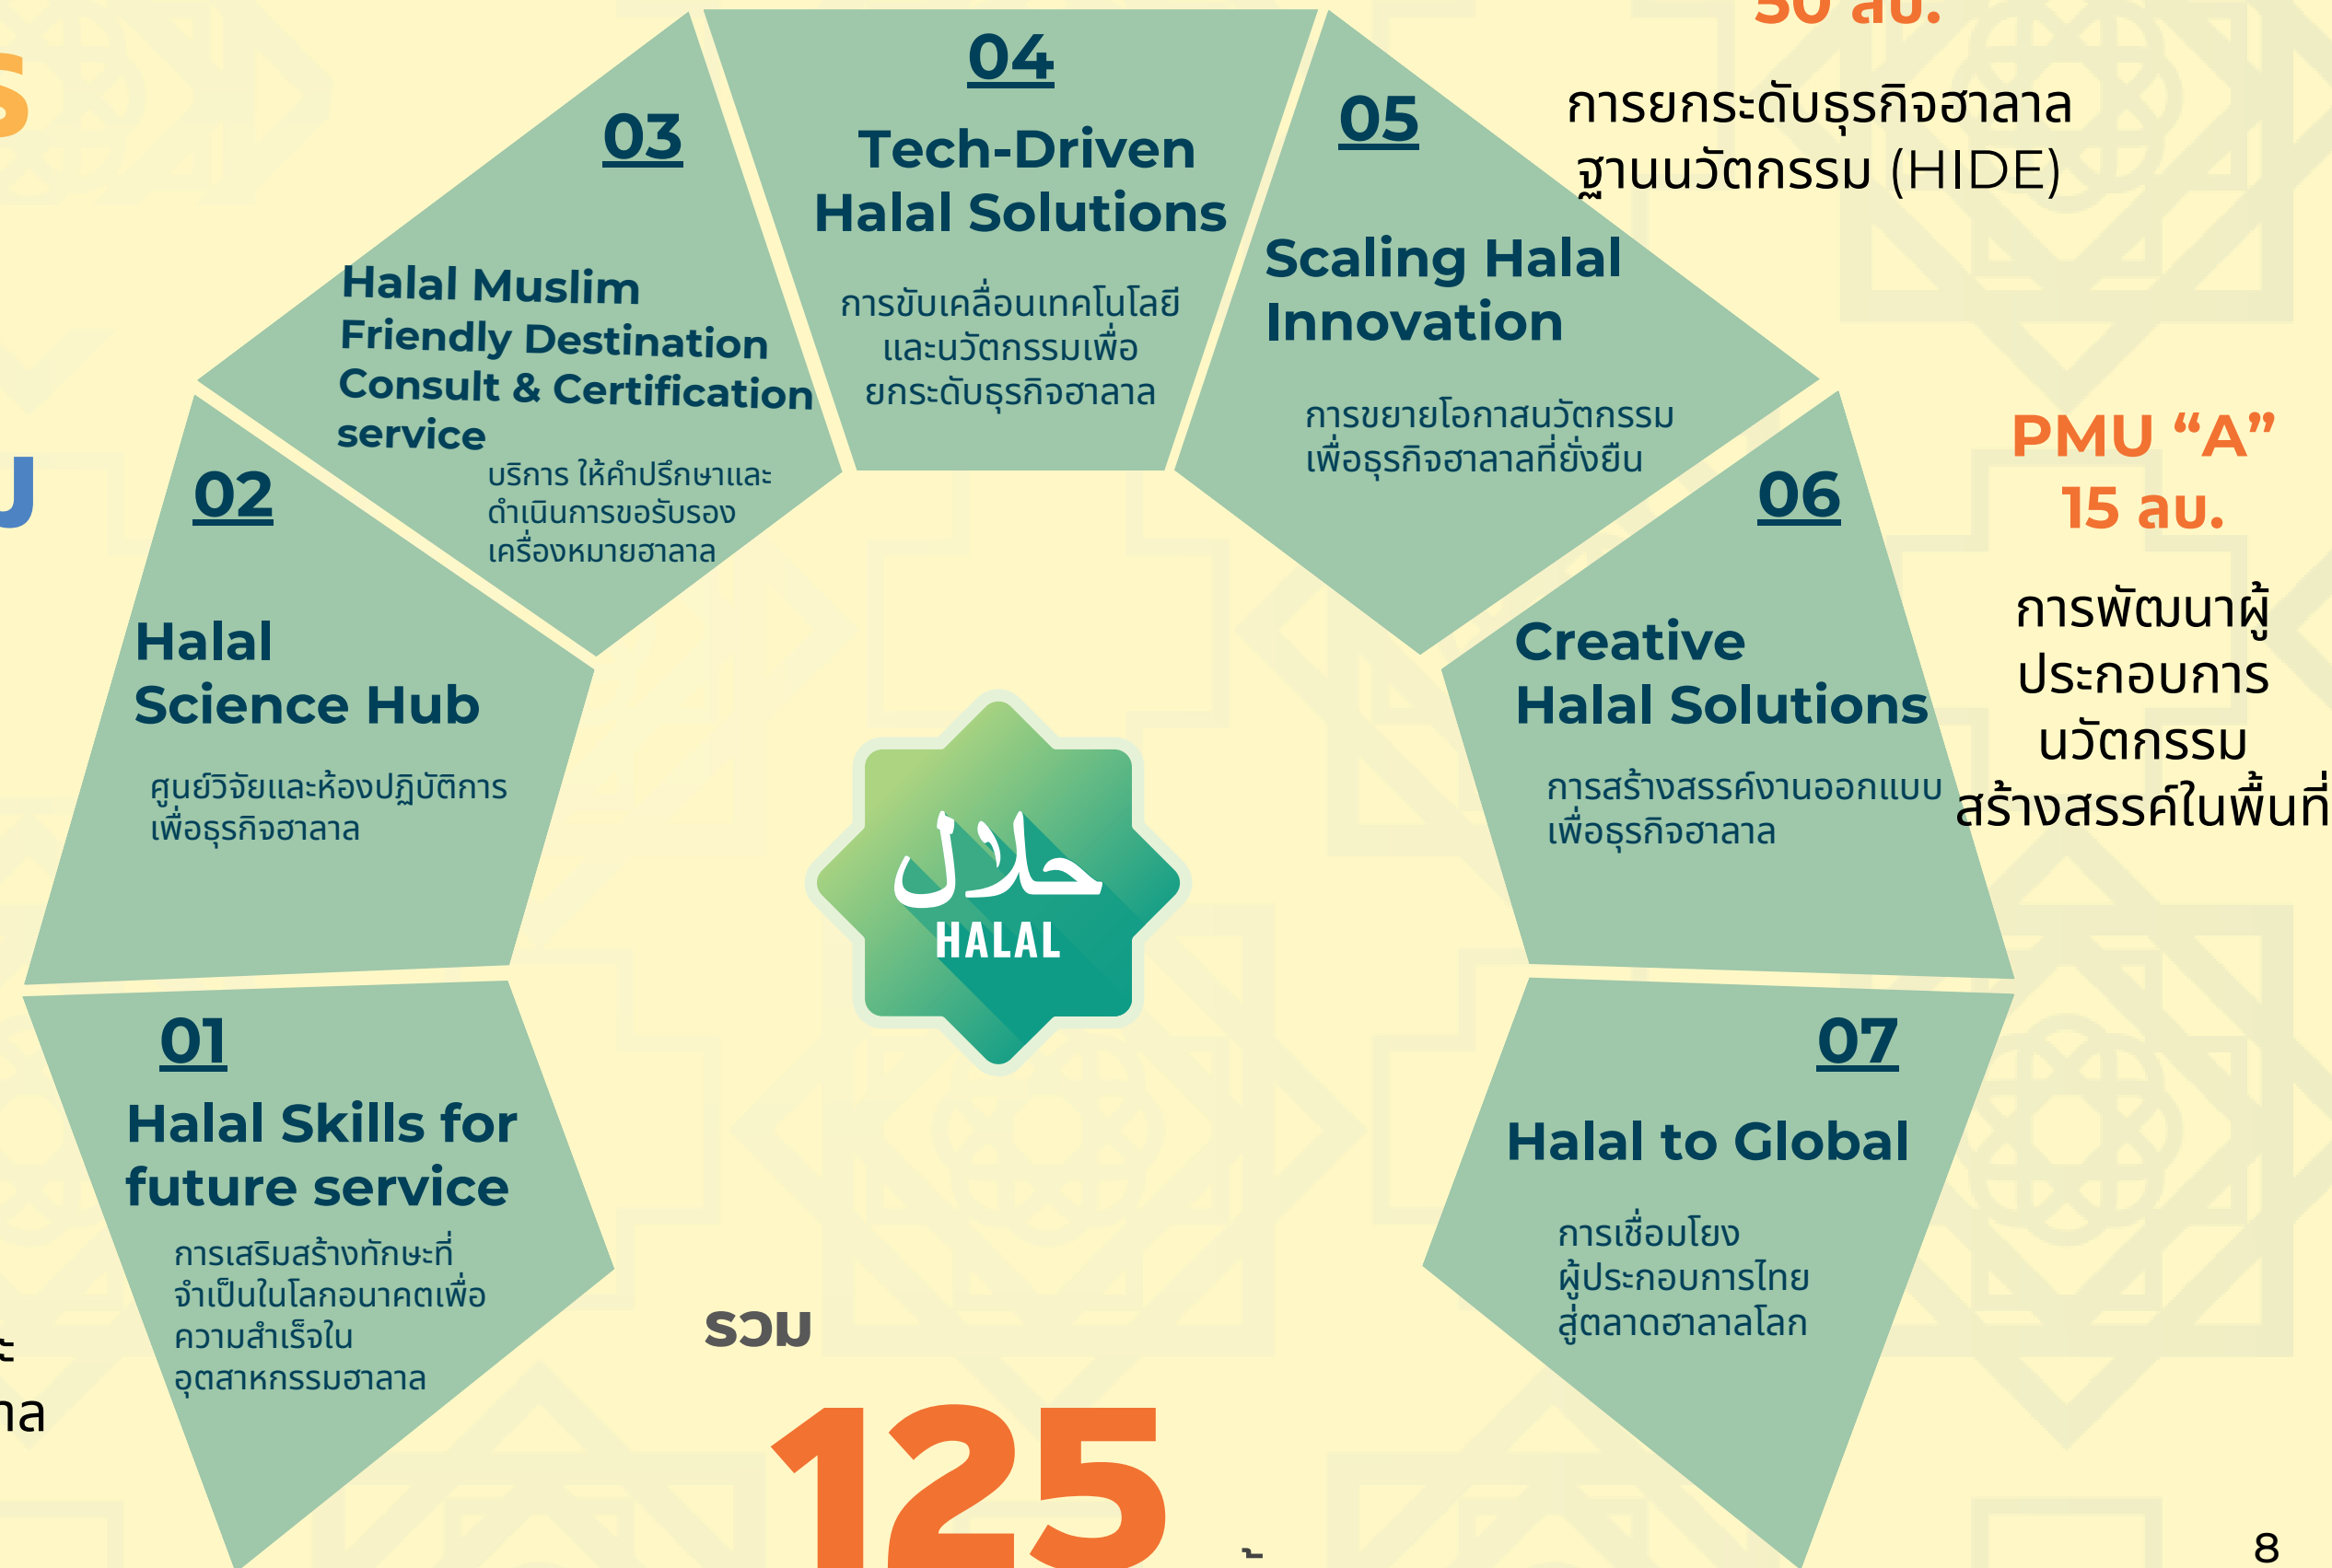 50 ลบ.
การยกระดับธุรกิจฮาลาล
ฐานนวัตกรรม (HIDE)
04
Tech-Driven
Halal Solutions
การขับเคลื่อนเทคโนโลยี
และนวัตกรรมเพื่อ
ยกระดับธุรกิจฮาลาล
03
Halal Muslim
Friendly Destination
Consult & Certification
service
บริการ ให้คำปรึกษาและ
ดำเนินการขอรับรอง
เครื่องหมายฮาลาล
05
Scaling Halal
Innovation
การขยายโอกาสนวัตกรรม
เพื่อธุรกิจฮาลาลที่ยั่งยืน
02
Halal
Science Hub
ศูนย์วิจัยและห้องปฏิบัติการ
เพื่อธุรกิจฮาลาล
06
Creative
Halal Solutions
การสร้างสรรค์งานออกแบบ
เพื่อธุรกิจฮาลาล
PMU “A”
15 ลบ.
การพัฒนาผู้
ประกอบการ
นวัตกรรม
สร้างสรรค์ในพื้นที่
حلال
HALAL
01
Halal Skills for
future service
การเสริมสร้างทักษะที่
จำเป็นในโลกอนาคตเพื่อ
ความสำเร็จใน
อุตสาหกรรมฮาลาล
07
Halal to Global
การเชื่อมโยง
ผู้ประกอบการไทย
สู่ตลาดฮาลาลโลก
รวม
125
8